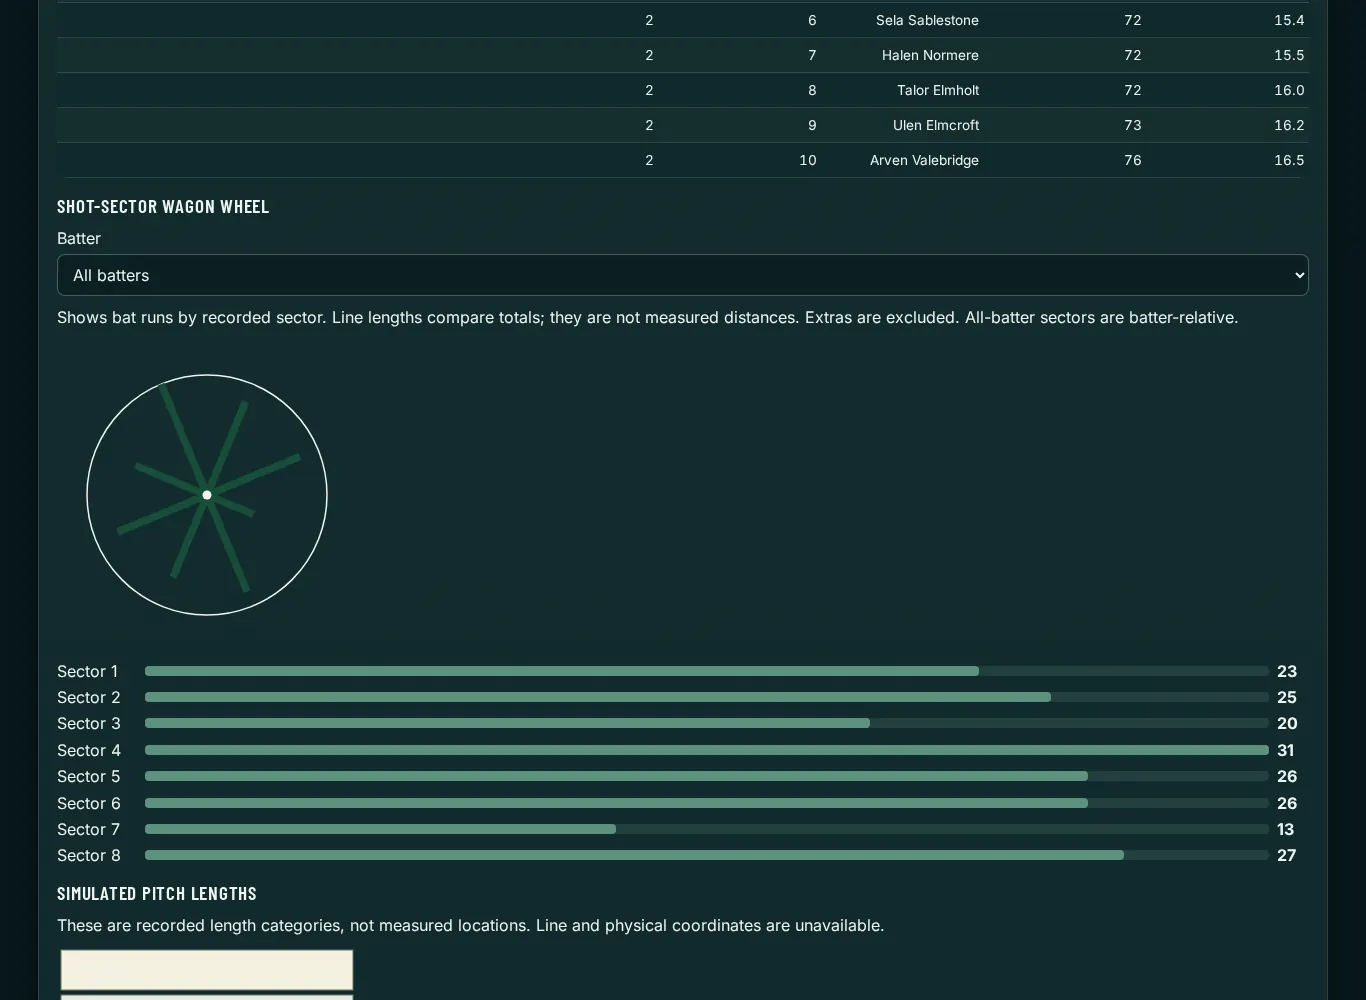 2 6 Sela Sablestone 72 15.4
2 7 Halen Normere 72 15.5
2 8 Talor Elmholt 72 16.0
2 9 Ulen Elmcroft 73 16.2
2 10 Arven Valebridge 76 16.5
SHOT-SECTOR WAGON WHEEL
Batter
All batters
Shows bat runs by recorded sector. Line lengths compare totals; they are not measured distances. Extras are excluded. All-batter sectors are batter-relative.
Sector 1 23
Sector 2 25
Sector 3 20
Sector 4 31
Sector 5 26
Sector 6 26
Sector 7 13
Sector 8 27
SIMULATED PITCH LENGTHS
These are recorded length categories, not measured locations. Line and physical coordinates are unavailable.